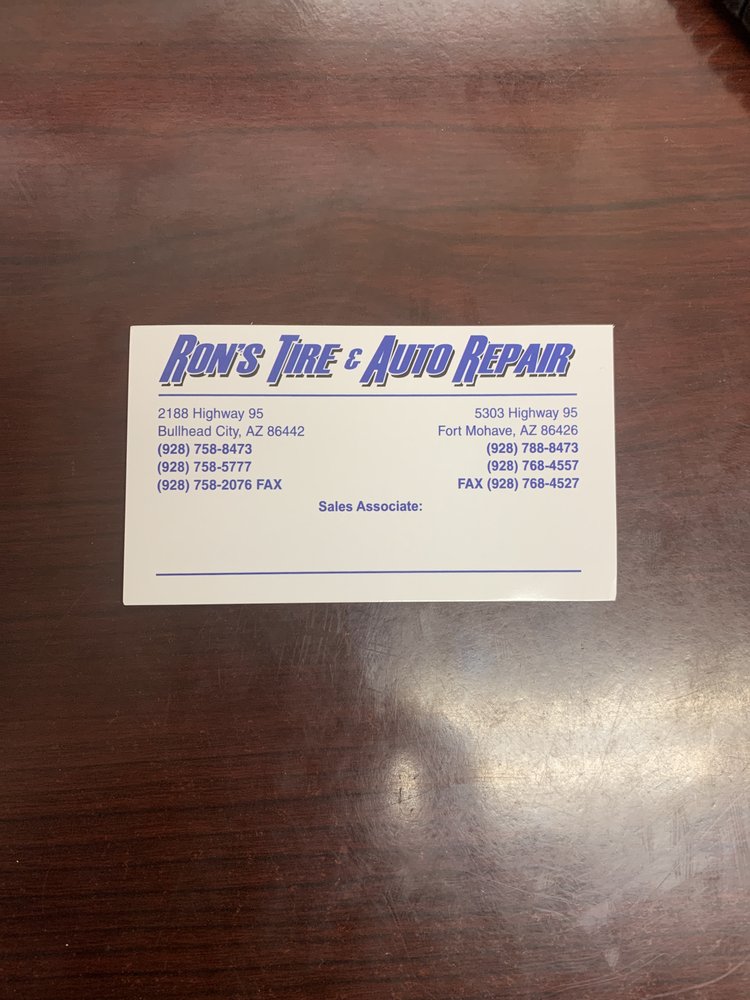 Ron's Tire & Auto Repair
2188 Highway 95
Bullhead City, AZ 86442
(928) 758-8473
(928) 758-5777
(928) 758-2076 FAX
5303 Highway 95
Fort Mohave, AZ 86426
(928) 788-8473
(928) 768-4557
FAX (928) 768-4527
Sales Associate: